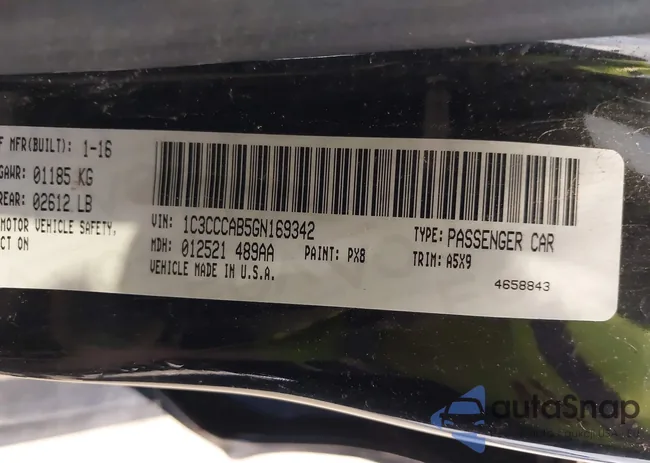 F MFR(BUILT): 1-16
GAWR: 01185 KG
REAR: 02612 LB
MOTOR VEHICLE SAFETY,
CT ON
VIN: 1C3CCCAB5GN169342
TYPE: PASSENGER CAR
MDH: 012521 489AA
PAINT: PX8
TRIM: A5X9
VEHICLE MADE IN U.S.A.
4658843
autoSnap